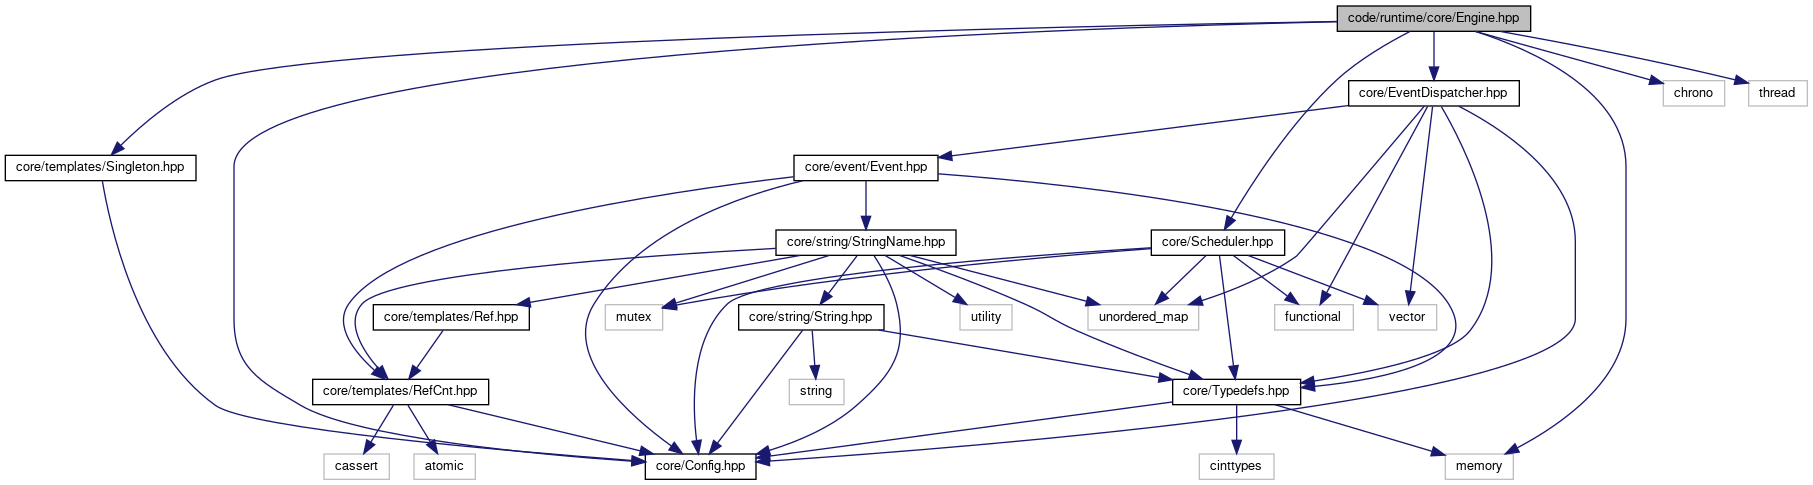 code/runtime/core/Engine.hpp
core/EventDispatcher.hpp
chrono
thread
core/templates/Singleton.hpp
core/event/Event.hpp
core/string/StringName.hpp
core/Scheduler.hpp
core/templates/Ref.hpp
mutex
core/string/String.hpp
utility
unordered_map
functional
vector
core/templates/RefCnt.hpp
string
core/Typedefs.hpp
cassert
atomic
core/Config.hpp
cinttypes
memory